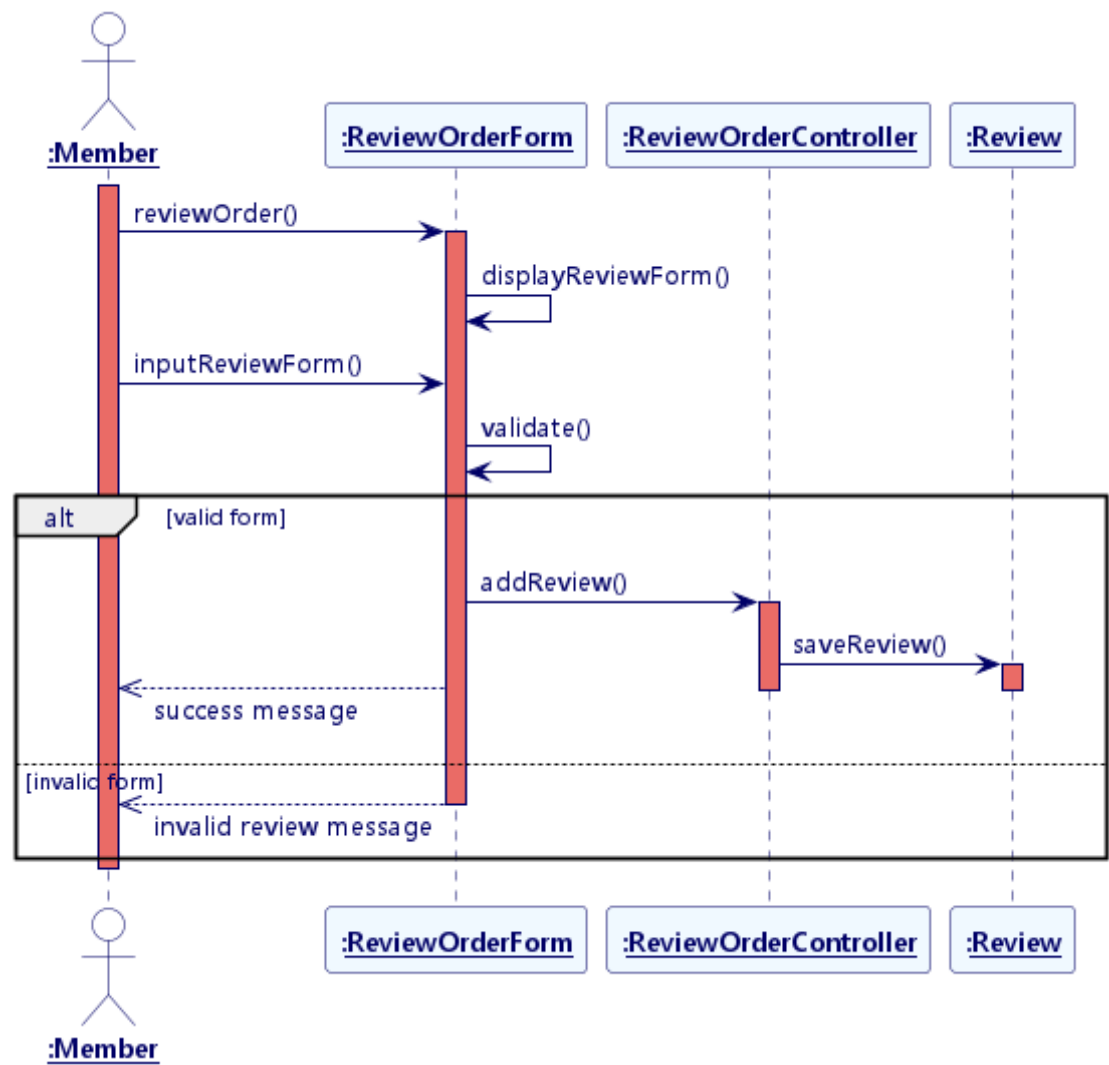 :Member
:ReviewOrderForm
:ReviewOrderController
:Review
reviewOrder()
displayReviewForm()
inputReviewForm()
validate()
alt
[valid form]
addReview()
saveReview()
success message
[invalid form]
invalid review message
:Member
:ReviewOrderForm
:ReviewOrderController
:Review